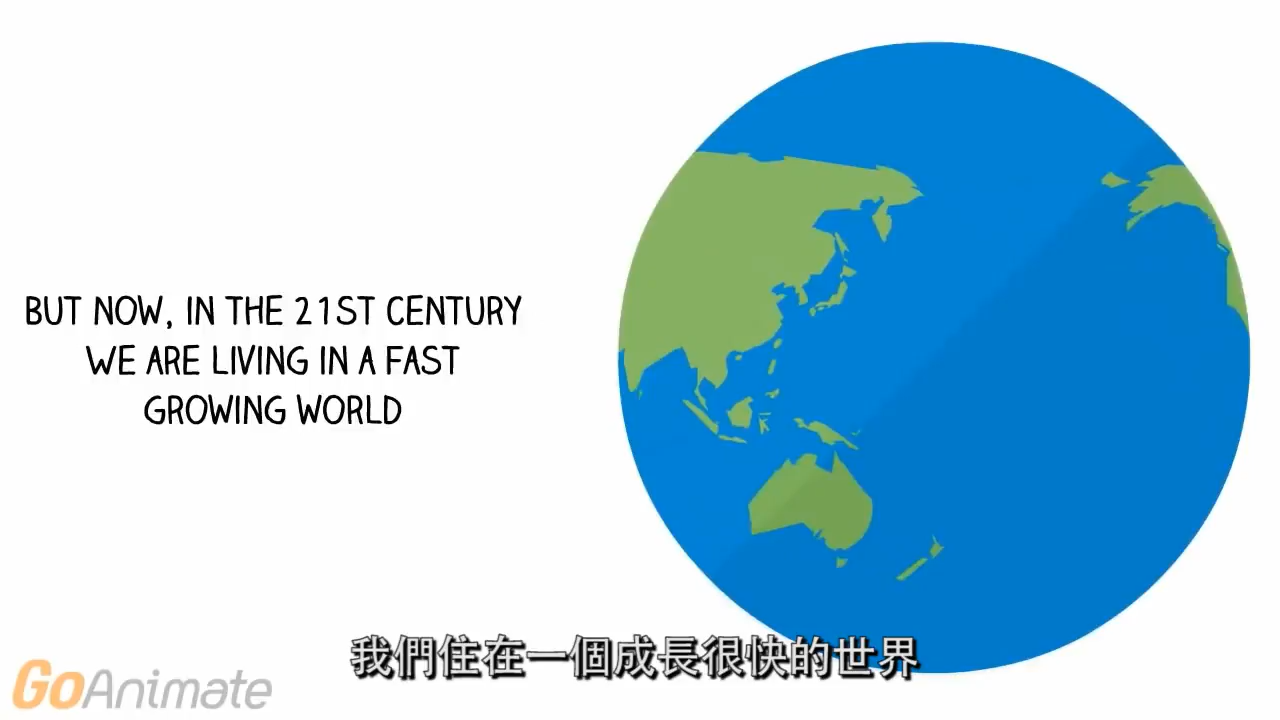 BUT NOW, IN THE 21ST CENTURY
WE ARE LIVING IN A FAST
GROWING WORLD
我們住在一個成長很快的世界
GoAnimate